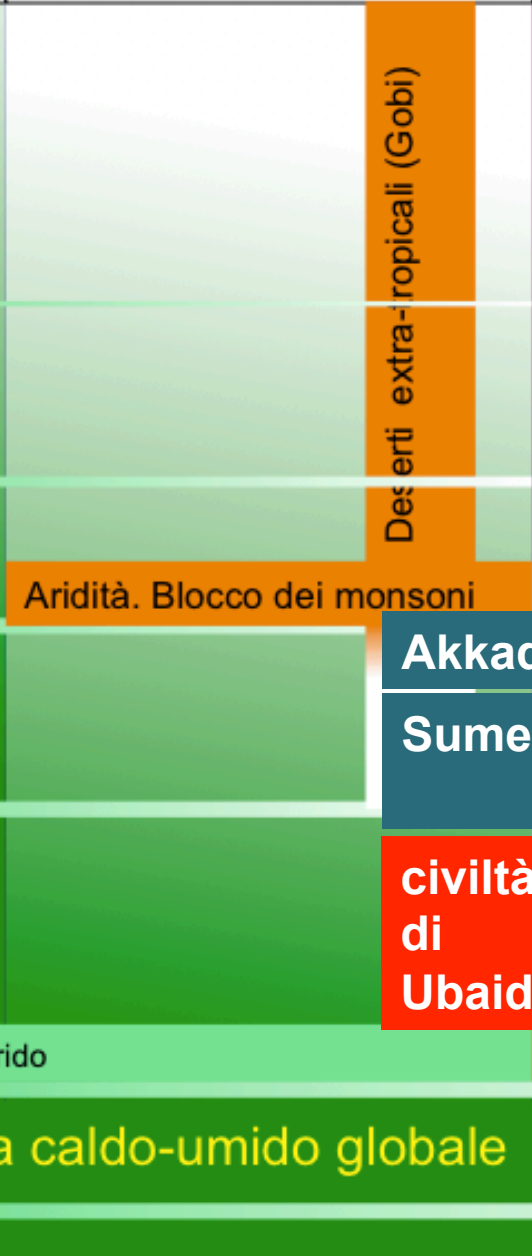 Deserti extra-tropicali (Gobi)
Aridità. Blocco dei monsoni
Akkad
Sume
civiltà
di
Ubaid
rido
a caldo-umido globale